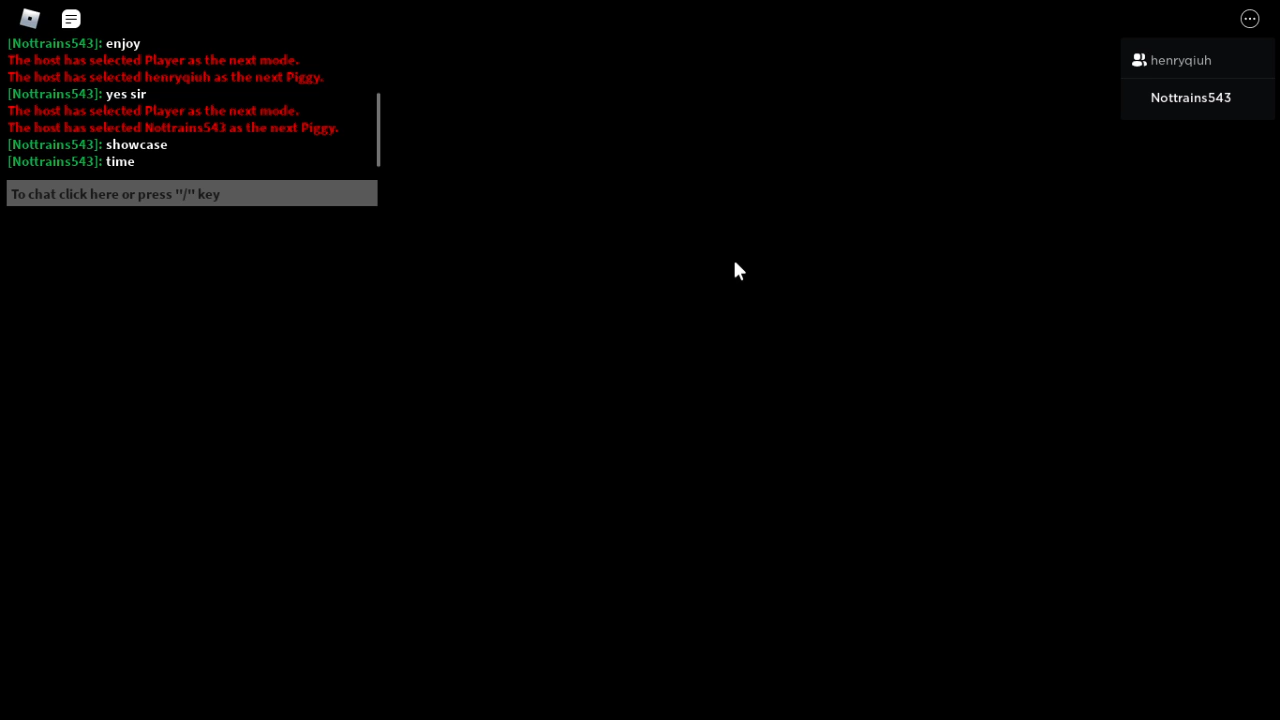 [Nottrains543]: enjoy
The host has selected Player as the next mode.
The host has selected henryqiuh as the next Piggy.
[Nottrains543]: yes sir
The host has selected Player as the next mode.
The host has selected Nottrains543 as the next Piggy.
[Nottrains543]: showcase
[Nottrains543]: time
To chat click here or press "/" key
henryqiuh
Nottrains543